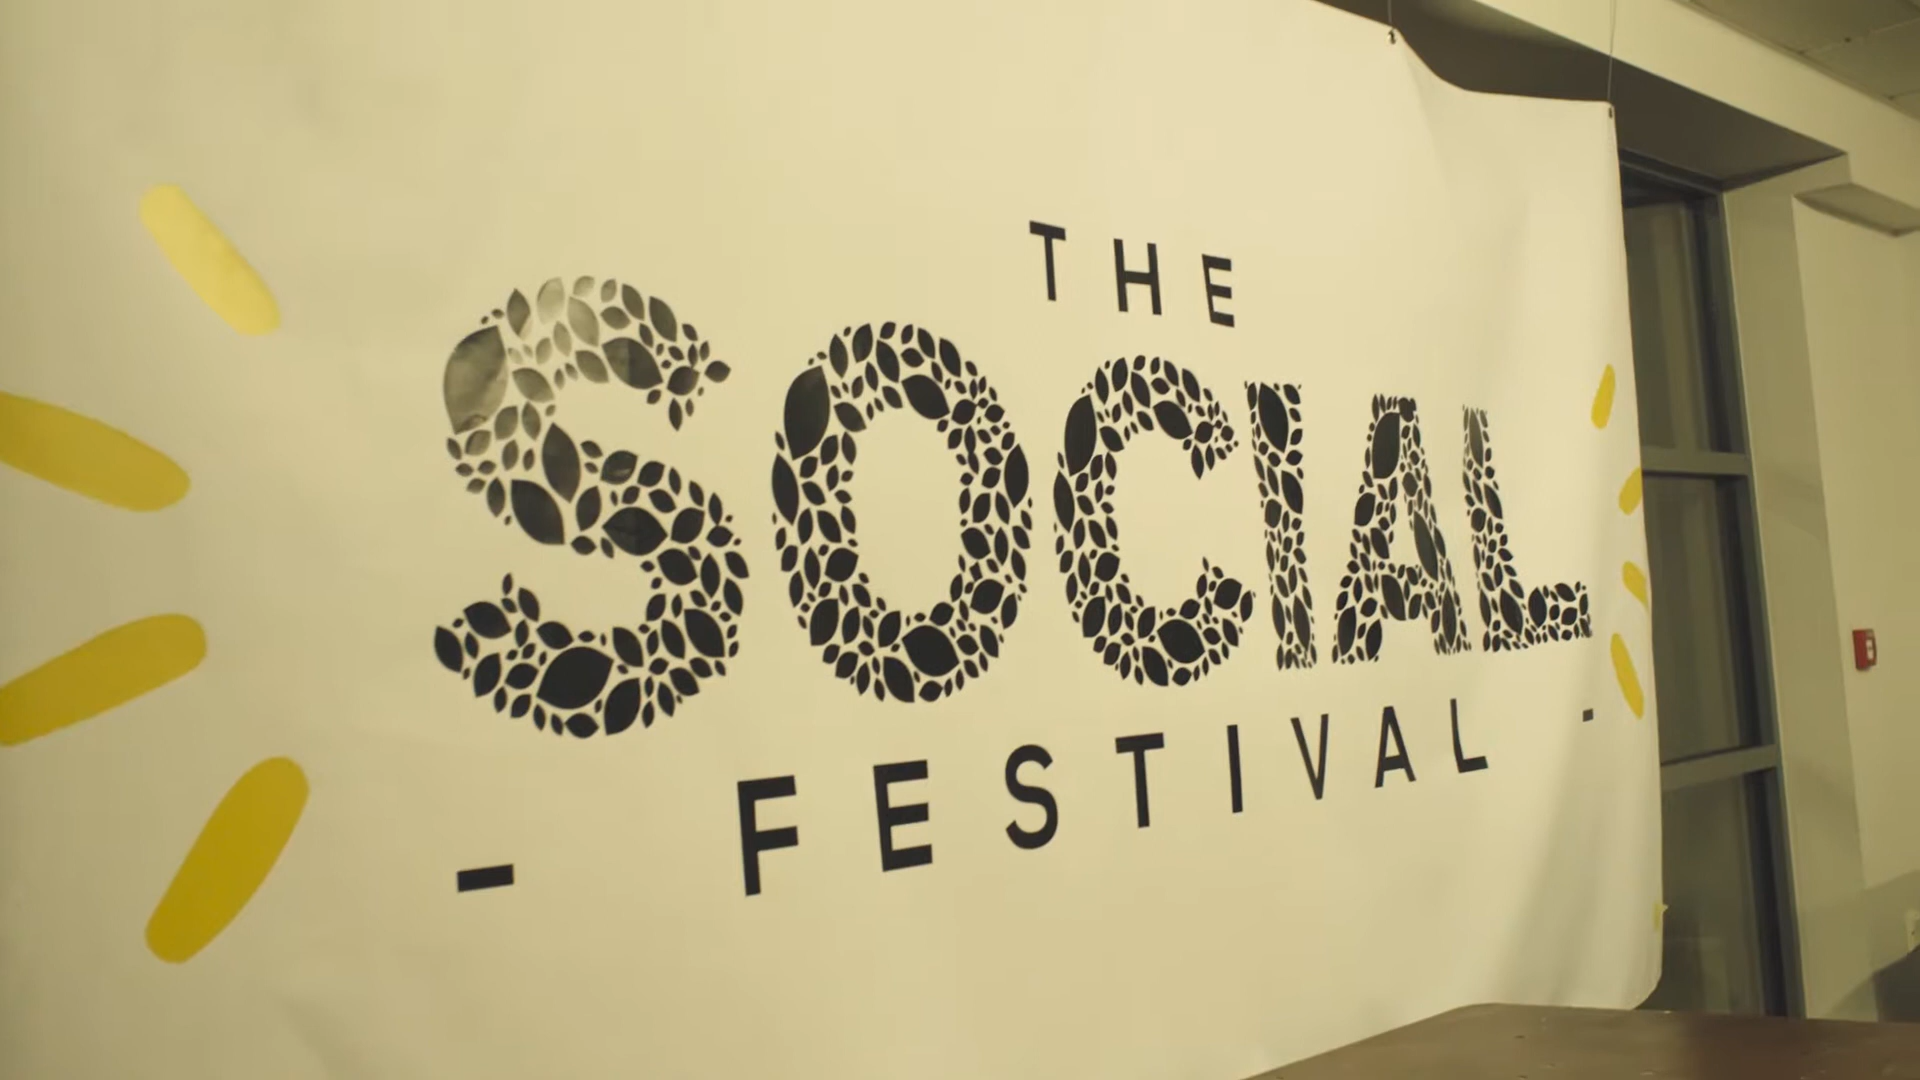 THE
SOCIAL
- FESTIVAL -